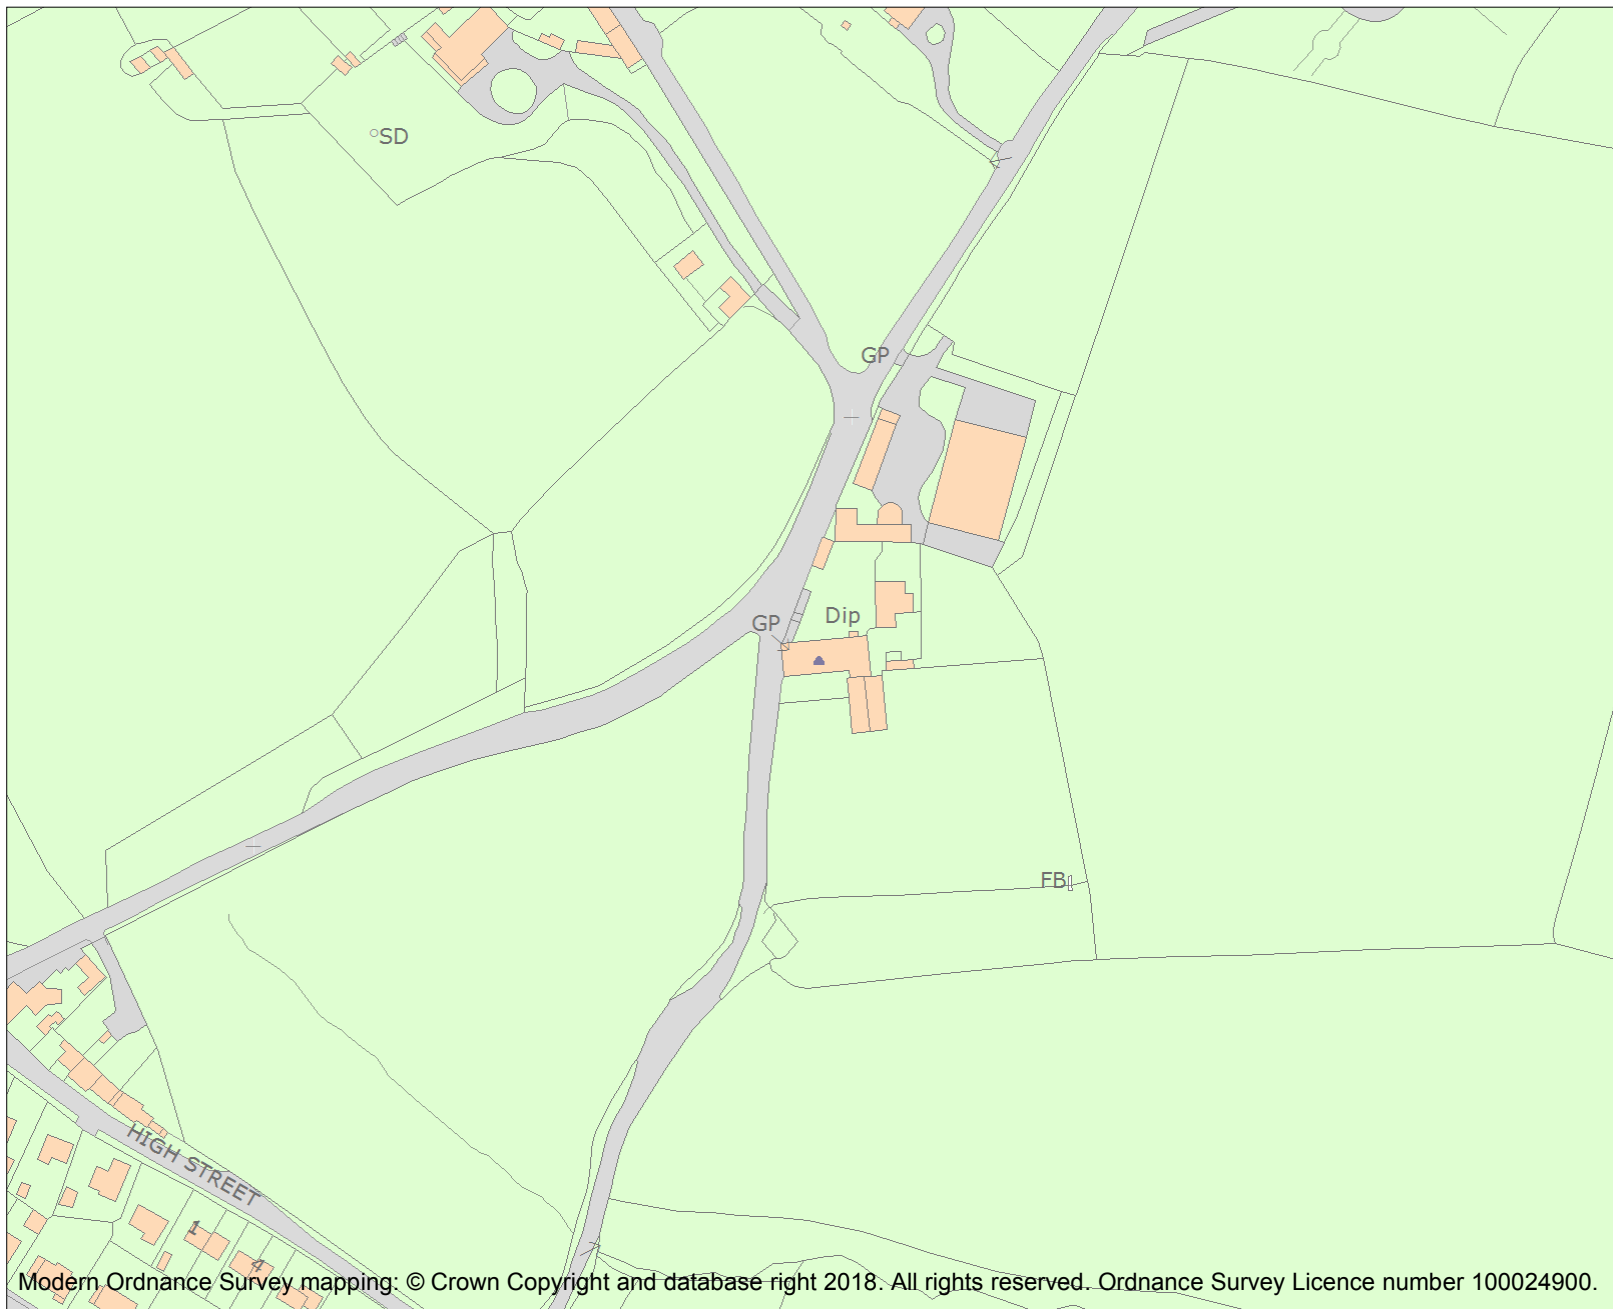 SD
GP
GP
Dip
FB
HIGH STREET
1
4
Modern Ordnance Survey mapping: © Crown Copyright and database right 2018. All rights reserved. Ordnance Survey Licence number 100024900.